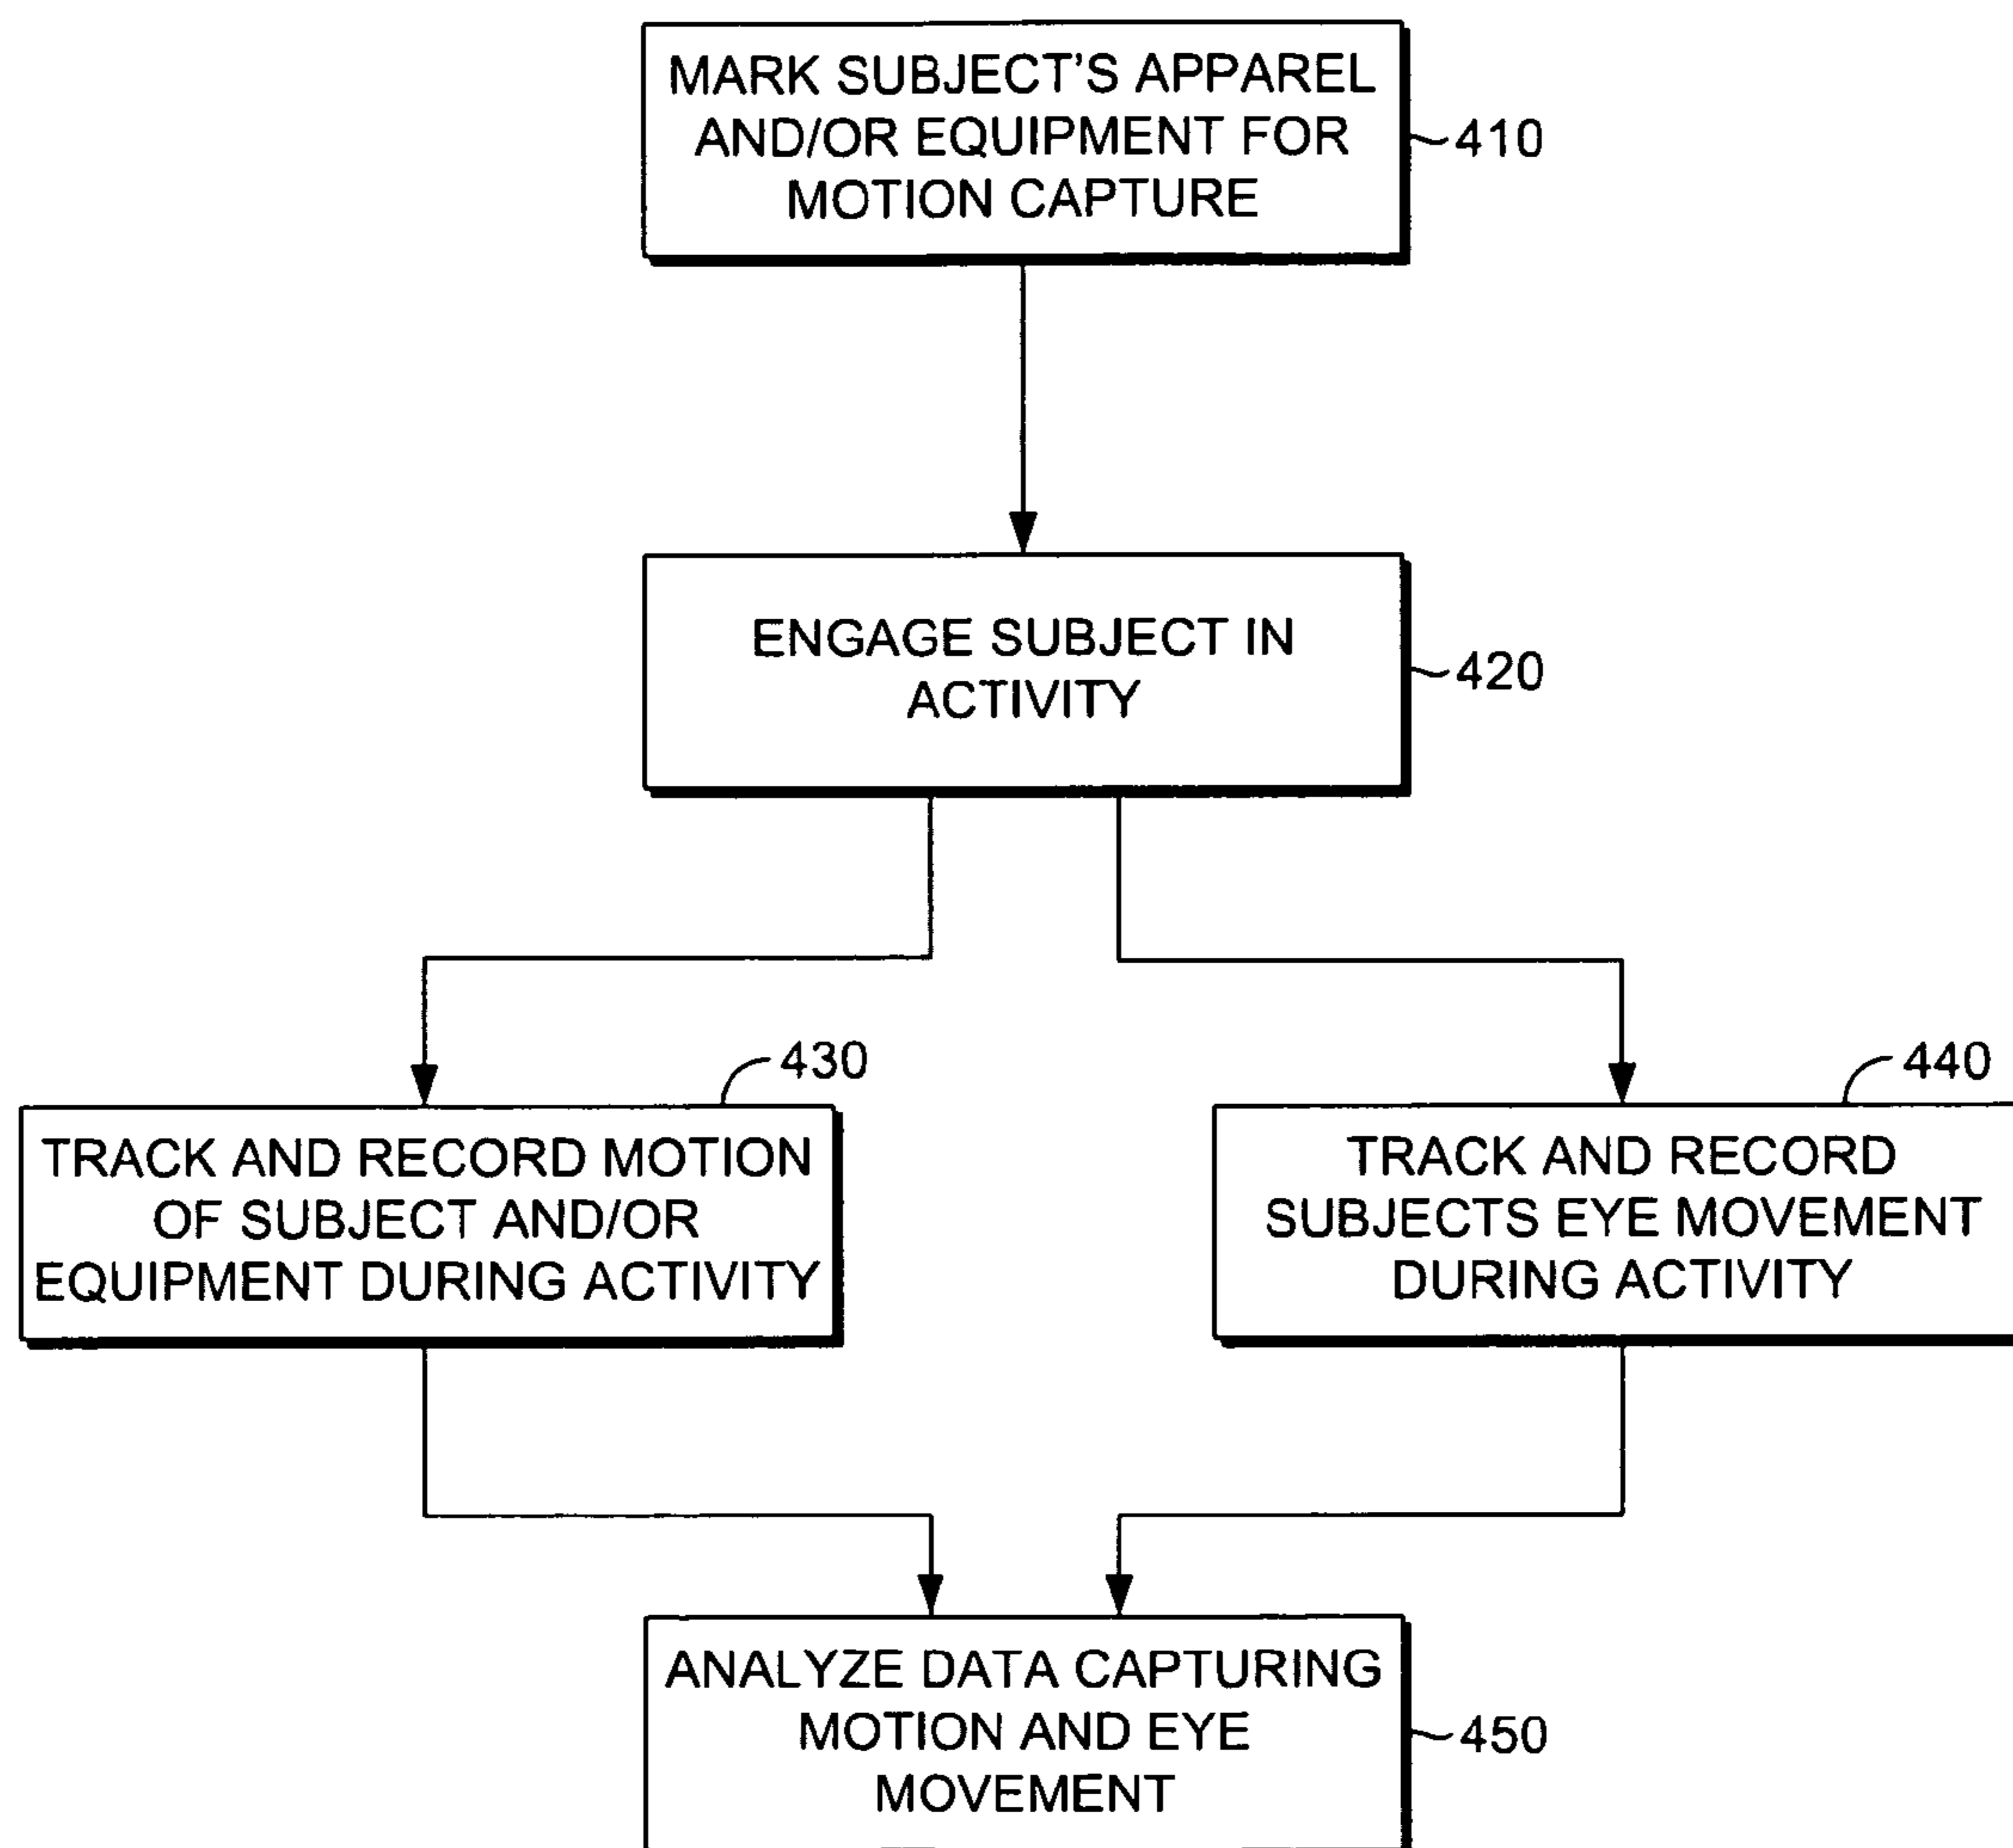 MARK SUBJECT'S APPAREL
AND/OR EQUIPMENT FOR
MOTION CAPTURE
410
ENGAGE SUBJECT IN
ACTIVITY
420
430
TRACK AND RECORD MOTION
OF SUBJECT AND/OR
EQUIPMENT DURING ACTIVITY
440
TRACK AND RECORD
SUBJECTS EYE MOVEMENT
DURING ACTIVITY
ANALYZE DATA CAPTURING
MOTION AND EYE
MOVEMENT
450